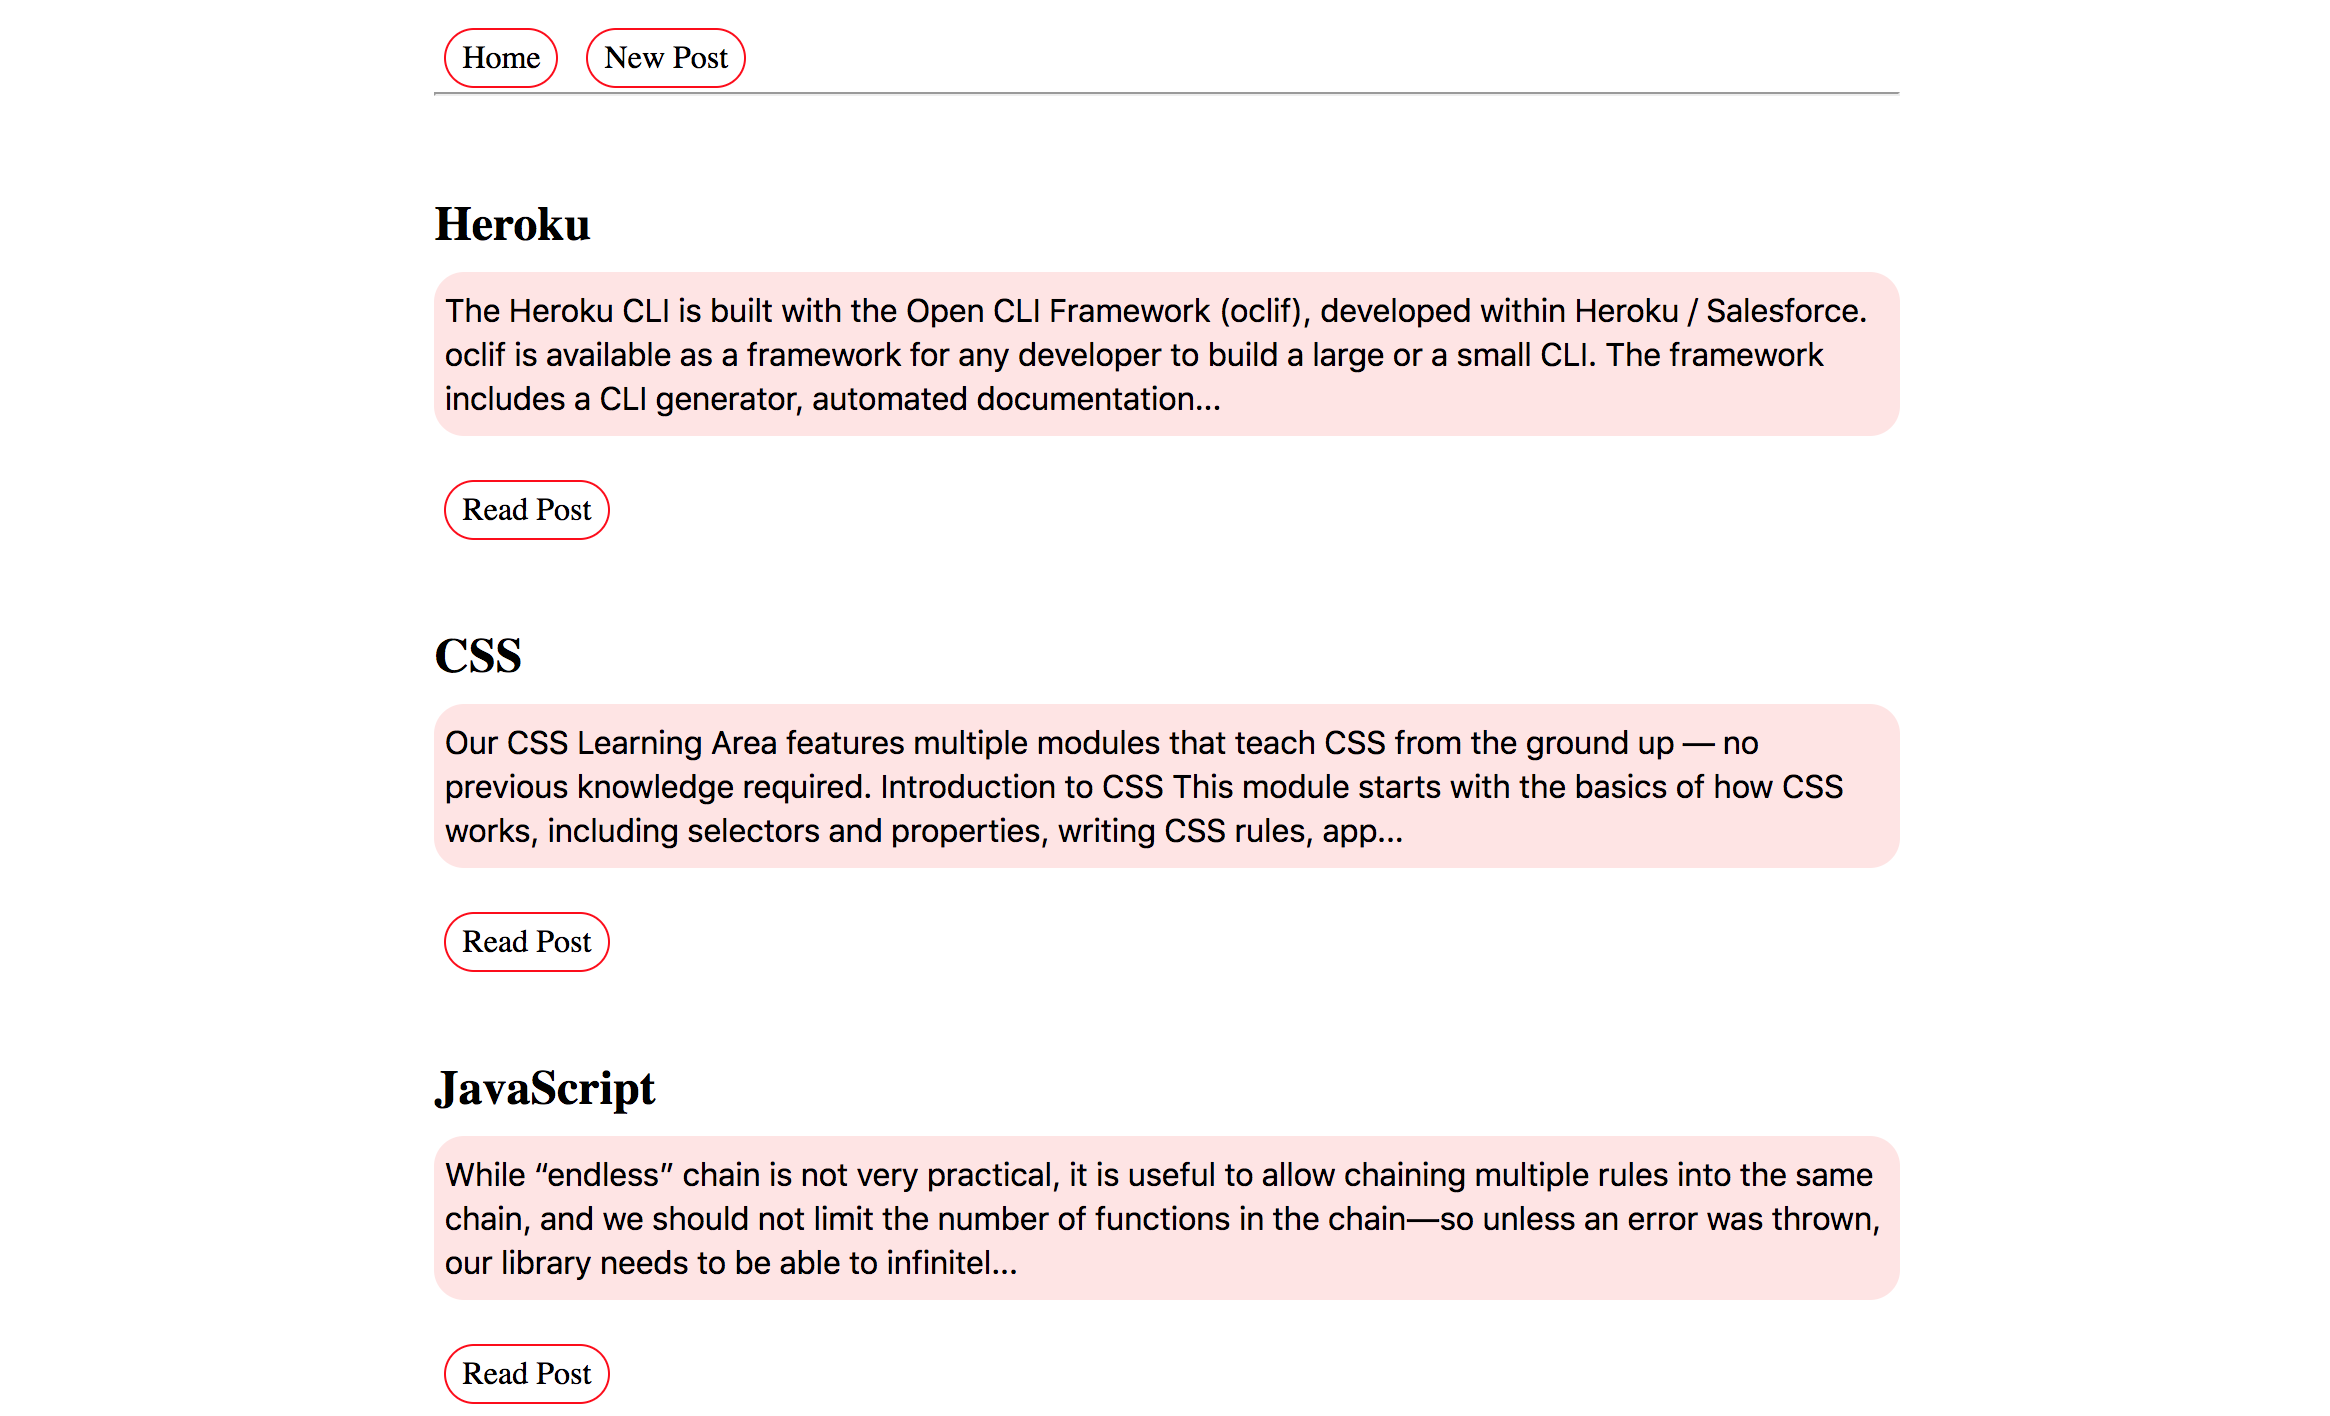 Home New Post
Heroku
The Heroku CLI is built with the Open CLI Framework (oclif), developed within Heroku / Salesforce.
oclif is available as a framework for any developer to build a large or a small CLI. The framework
includes a CLI generator, automated documentation...
Read Post
CSS
Our CSS Learning Area features multiple modules that teach CSS from the ground up — no
previous knowledge required. Introduction to CSS This module starts with the basics of how CSS
works, including selectors and properties, writing CSS rules, app...
Read Post
JavaScript
While “endless” chain is not very practical, it is useful to allow chaining multiple rules into the same
chain, and we should not limit the number of functions in the chain—so unless an error was thrown,
our library needs to be able to infinitel...
Read Post